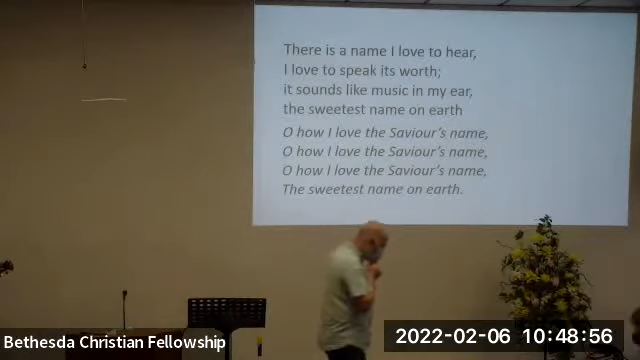 There is a name I love to hear,
I love to speak its worth;
it sounds like music in my ear,
the sweetest name on earth
O how I love the Saviour's name,
O how I love the Saviour's name,
O how I love the Saviour's name,
The sweetest name on earth.
Bethesda Christian Fellowship
2022-02-06 10:48:56